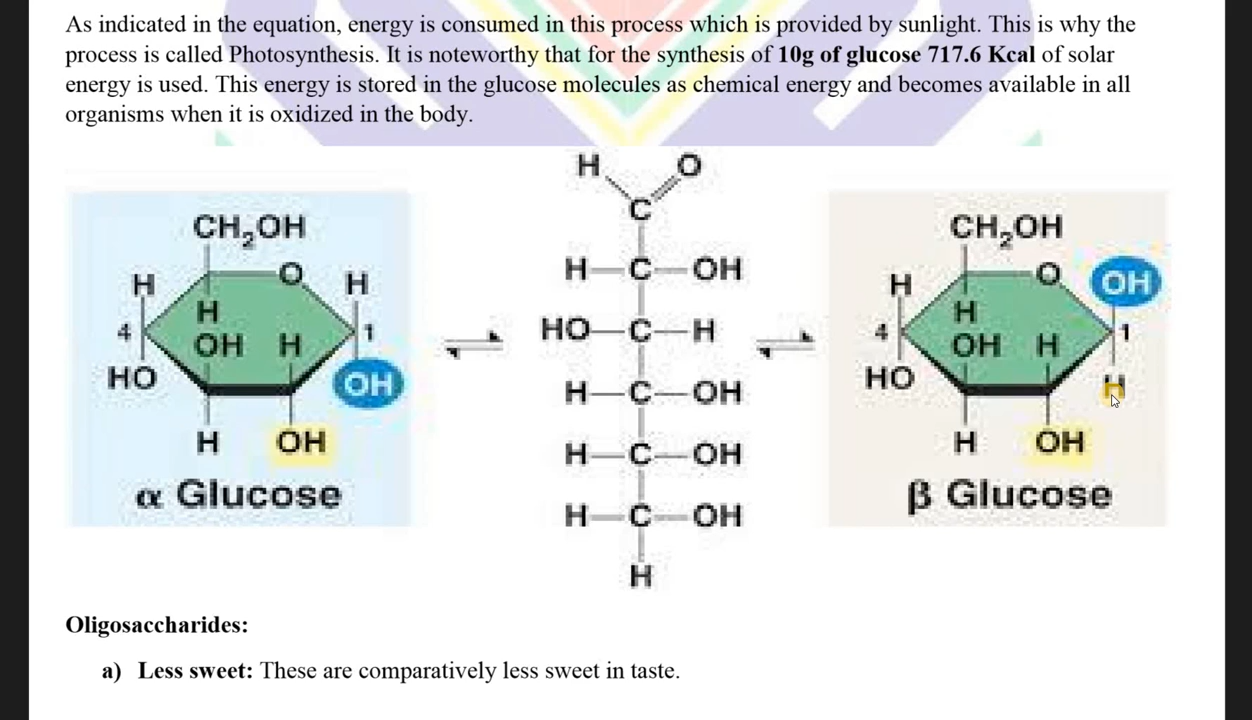 As indicated in the equation, energy is consumed in this process which is provided by sunlight. This is why the
process is called Photosynthesis. It is noteworthy that for the synthesis of 10g of glucose 717.6 Kcal of solar
energy is used. This energy is stored in the glucose molecules as chemical energy and becomes available in all
organisms when it is oxidized in the body.
CH₂OH
H O H
4 H 1
OH H
HO OH
H OH
α Glucose
H O
C
H—C—OH
HO—C—H
H—C—OH
H—C—OH
H—C—OH
H
CH₂OH
H O OH
4 H 1
OH H
HO H
H OH
β Glucose
Oligosaccharides:
a) Less sweet: These are comparatively less sweet in taste.